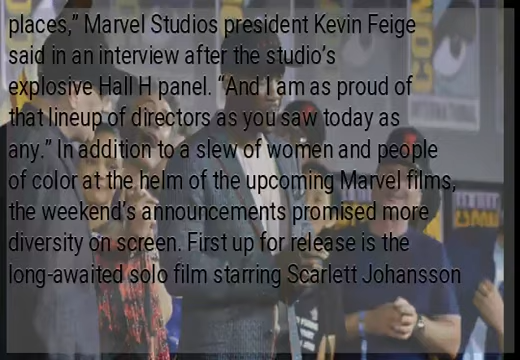 places,” Marvel Studios president Kevin Feige
said in an interview after the studio’s
explosive Hall H panel. “And I am as proud of
that lineup of directors as you saw today as
any.” In addition to a slew of women and people
of color at the helm of the upcoming Marvel films,
the weekend’s announcements promised more
diversity on screen. First up for release is the
long-awaited solo film starring Scarlett Johansson